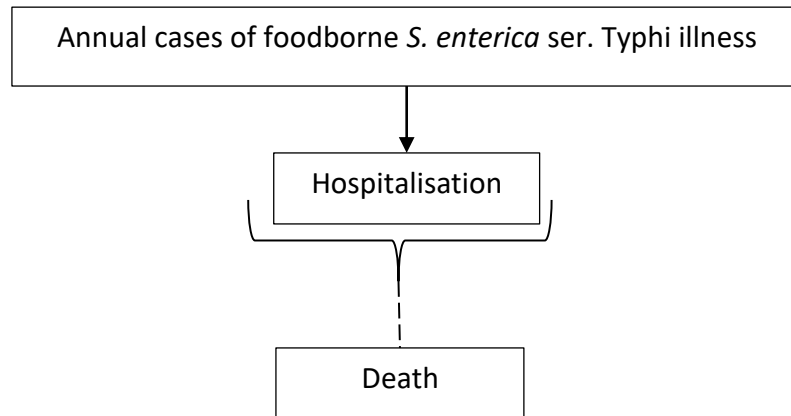 Annual cases of foodborne S. enterica ser. Typhi illness
Hospitalisation
Death